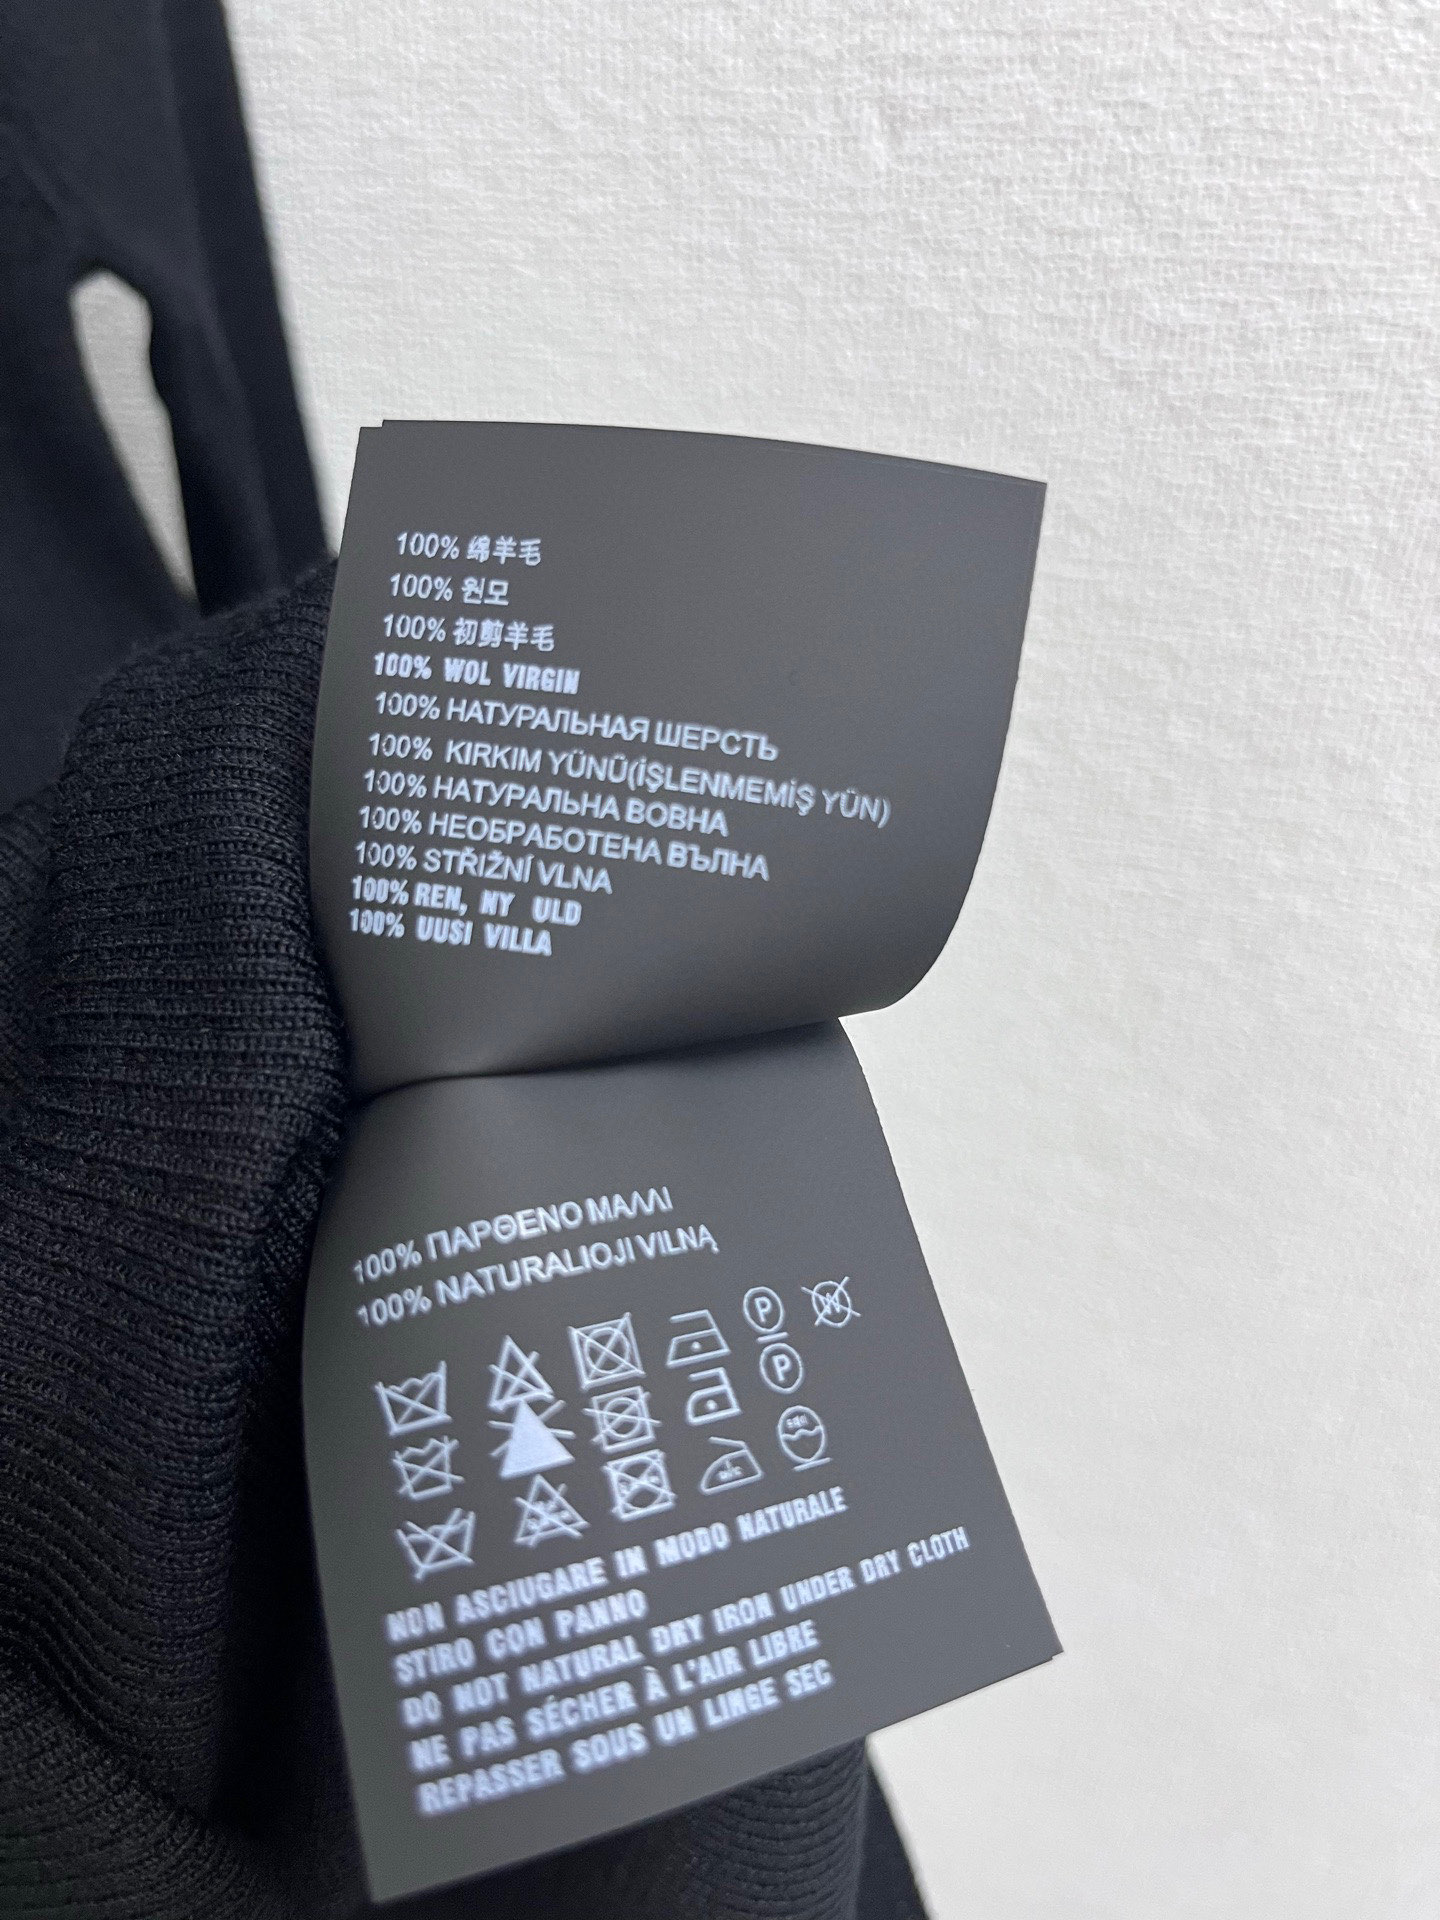 100% 绵羊毛
100% 원모
100% 初剪羊毛
100% WOL VIRGIN
100% НАТУРАЛЬНАЯ ШЕРСТЬ
100% KIRKIM YÜNÜ(İŞLENMEMİŞ YÜN)
100% НАТУРАЛЬНА ВОВНА
100% НЕОБРАБОТЕНА ВЪЛНА
100% STŘIŽNÍ VLNA
100% REN, NY ULD
100% UUSI VILLA
100% ΠΑΡΘΕΝΟ ΜΑΛΛΙ
100% NATURALIOJI VILNĄ
P W
P
NON ASCIUGARE IN MODO NATURALE
STIRO CON PANNO
DO NOT NATURAL DRY IRON UNDER DRY CLOTH
NE PAS SÉCHER À L'AIR LIBRE
REPASSER SOUS UN LINGE SEC